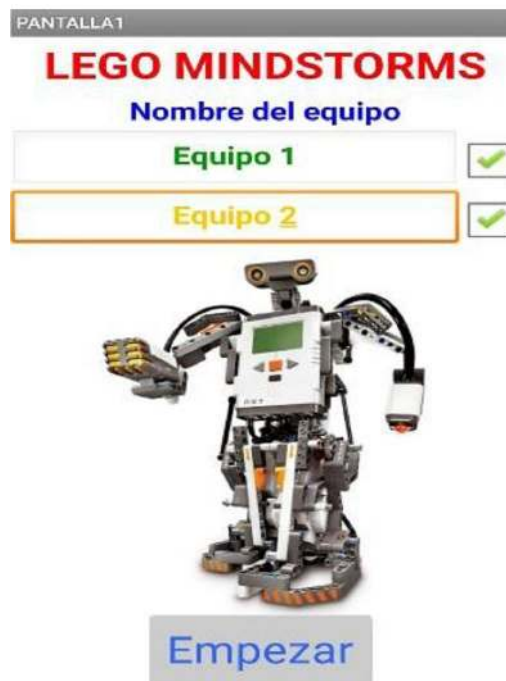 PANTALLA1
LEGO MINDSTORMS
Nombre del equipo
Equipo 1
Equipo 2
Empezar